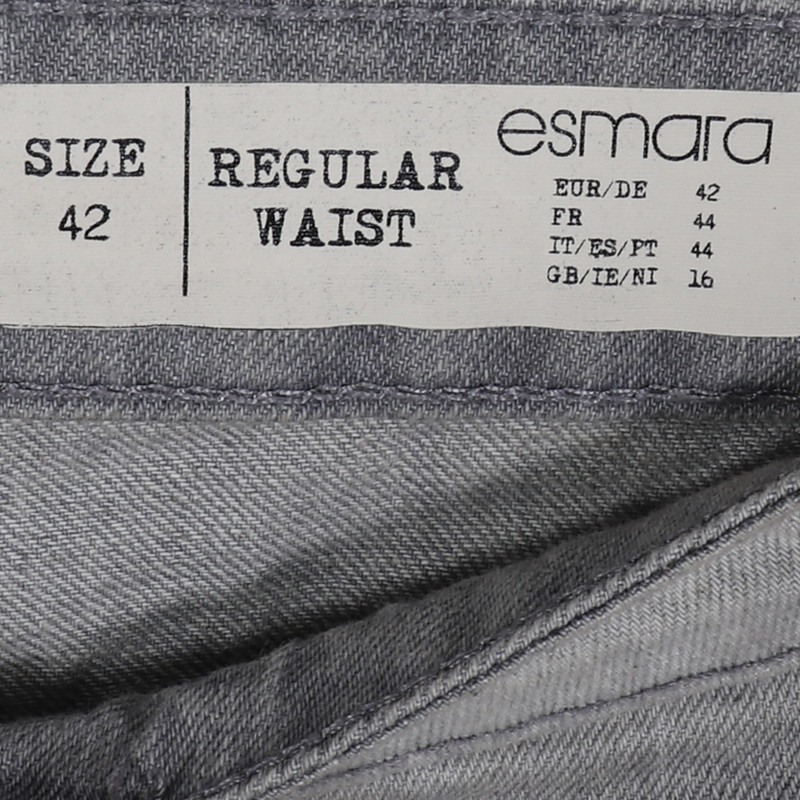 SIZE
42
REGULAR
WAIST
esmara
EUR/DE 42
FR 44
IT/ES/PT 44
GB/IE/NI 16